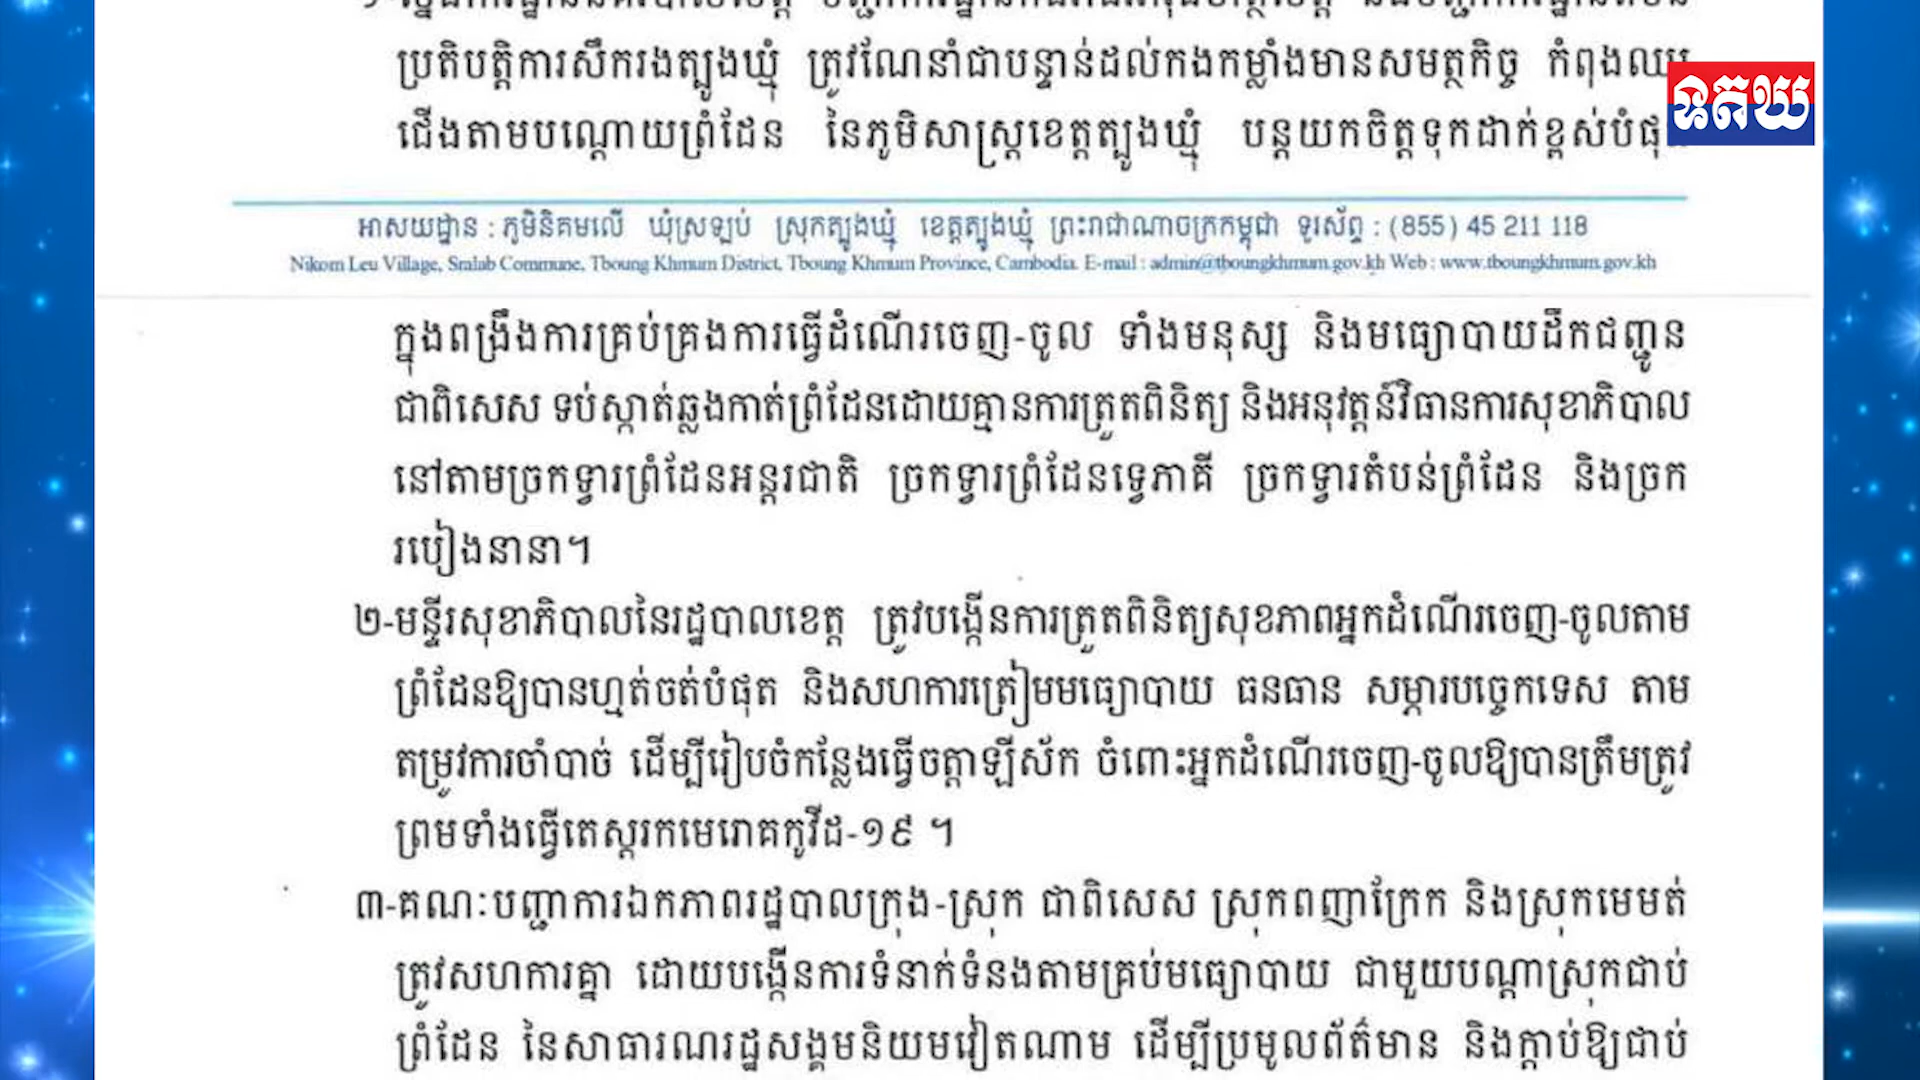 ប្រតិបត្តិការសឹករងត្បូងឃ្មុំ ត្រូវណែនាំជាបន្ទាន់ដល់កងកម្លាំងមានសមត្ថកិច្ច កំពុងឈរ
ឧតយ
ជើងតាមបណ្តោយព្រំដែន នៃភូមិសាស្ត្រខេត្តត្បូងឃ្មុំ បន្តយកចិត្តទុកដាក់ខ្ពស់បំផុត
អាសយដ្ឋាន : ភូមិនិគមលើ ឃុំស្រឡប់ ស្រុកត្បូងឃ្មុំ ខេត្តត្បូងឃ្មុំ ព្រះរាជាណាចក្រកម្ពុជា ទូរស័ព្ទ : (855) 45 211 118
Nikom Leu Village, Sralab Commune, Tboung Khmum District, Tboung Khmum Province, Cambodia. E-mail : admin@tboungkhmum.gov.kh Web : www.tboungkhmum.gov.kh
ក្នុងពង្រឹងការគ្រប់គ្រងការធ្វើដំណើរចេញ-ចូល ទាំងមនុស្ស និងមធ្យោបាយដឹកជញ្ជូន
ជាពិសេស ទប់ស្កាត់ឆ្លងកាត់ព្រំដែនដោយគ្មានការត្រួតពិនិត្យ និងអនុវត្តន៍វិធានការសុខាភិបាល
នៅតាមច្រកទ្វារព្រំដែនអន្តរជាតិ ច្រកទ្វារព្រំដែនទ្វេភាគី ច្រកទ្វារតំបន់ព្រំដែន និងច្រក
របៀងនានា។
២-មន្ទីរសុខាភិបាលនៃរដ្ឋបាលខេត្ត ត្រូវបង្កើនការត្រួតពិនិត្យសុខភាពអ្នកដំណើរចេញ-ចូលតាម
ព្រំដែនឱ្យបានហ្មត់ចត់បំផុត និងសហការត្រៀមមធ្យោបាយ ធនធាន សម្ភារបច្ចេកទេស តាម
តម្រូវការចាំបាច់ ដើម្បីរៀបចំកន្លែងធ្វើចត្តាឡីស័ក ចំពោះអ្នកដំណើរចេញ-ចូលឱ្យបានត្រឹមត្រូវ
ព្រមទាំងធ្វើតេស្តរកមេរោគកូវីដ-១៩ ។
៣-គណៈបញ្ជាការឯកភាពរដ្ឋបាលក្រុង-ស្រុក ជាពិសេស ស្រុកពញាក្រែក និងស្រុកមេមត់
ត្រូវសហការគ្នា ដោយបង្កើនការទំនាក់ទំនងតាមគ្រប់មធ្យោបាយ ជាមួយបណ្តាស្រុកជាប់
ព្រំដែន នៃសាធារណរដ្ឋសង្គមនិយមវៀតណាម ដើម្បីប្រមូលព័ត៌មាន និងក្តាប់ឱ្យជាប់